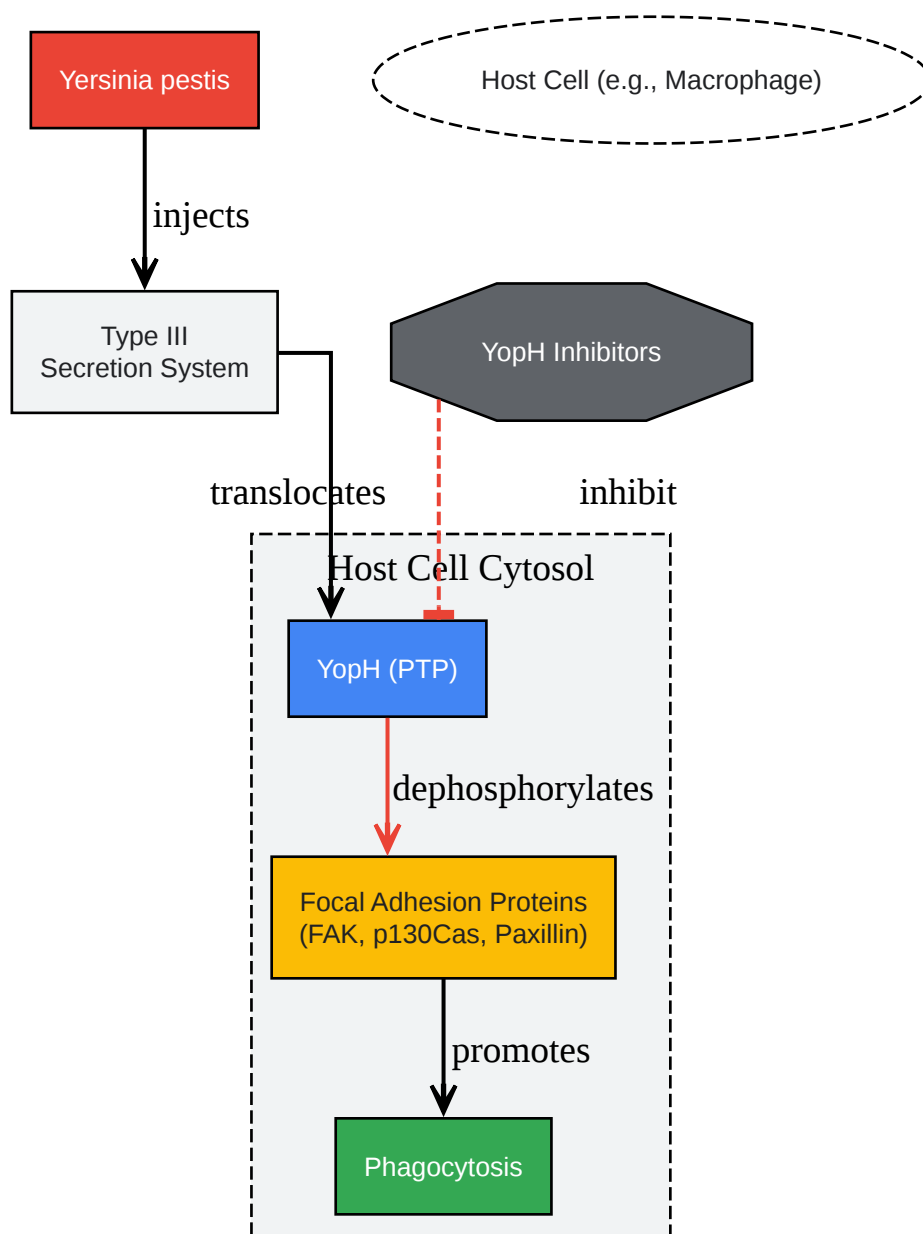 Yersinia pestis
Host Cell (e.g., Macrophage)
injects
Type III
Secretion System
YopH Inhibitors
translocates
inhibit
Host Cell Cytosol
YopH (PTP)
dephosphorylates
Focal Adhesion Proteins
(FAK, p130Cas, Paxillin)
promotes
Phagocytosis